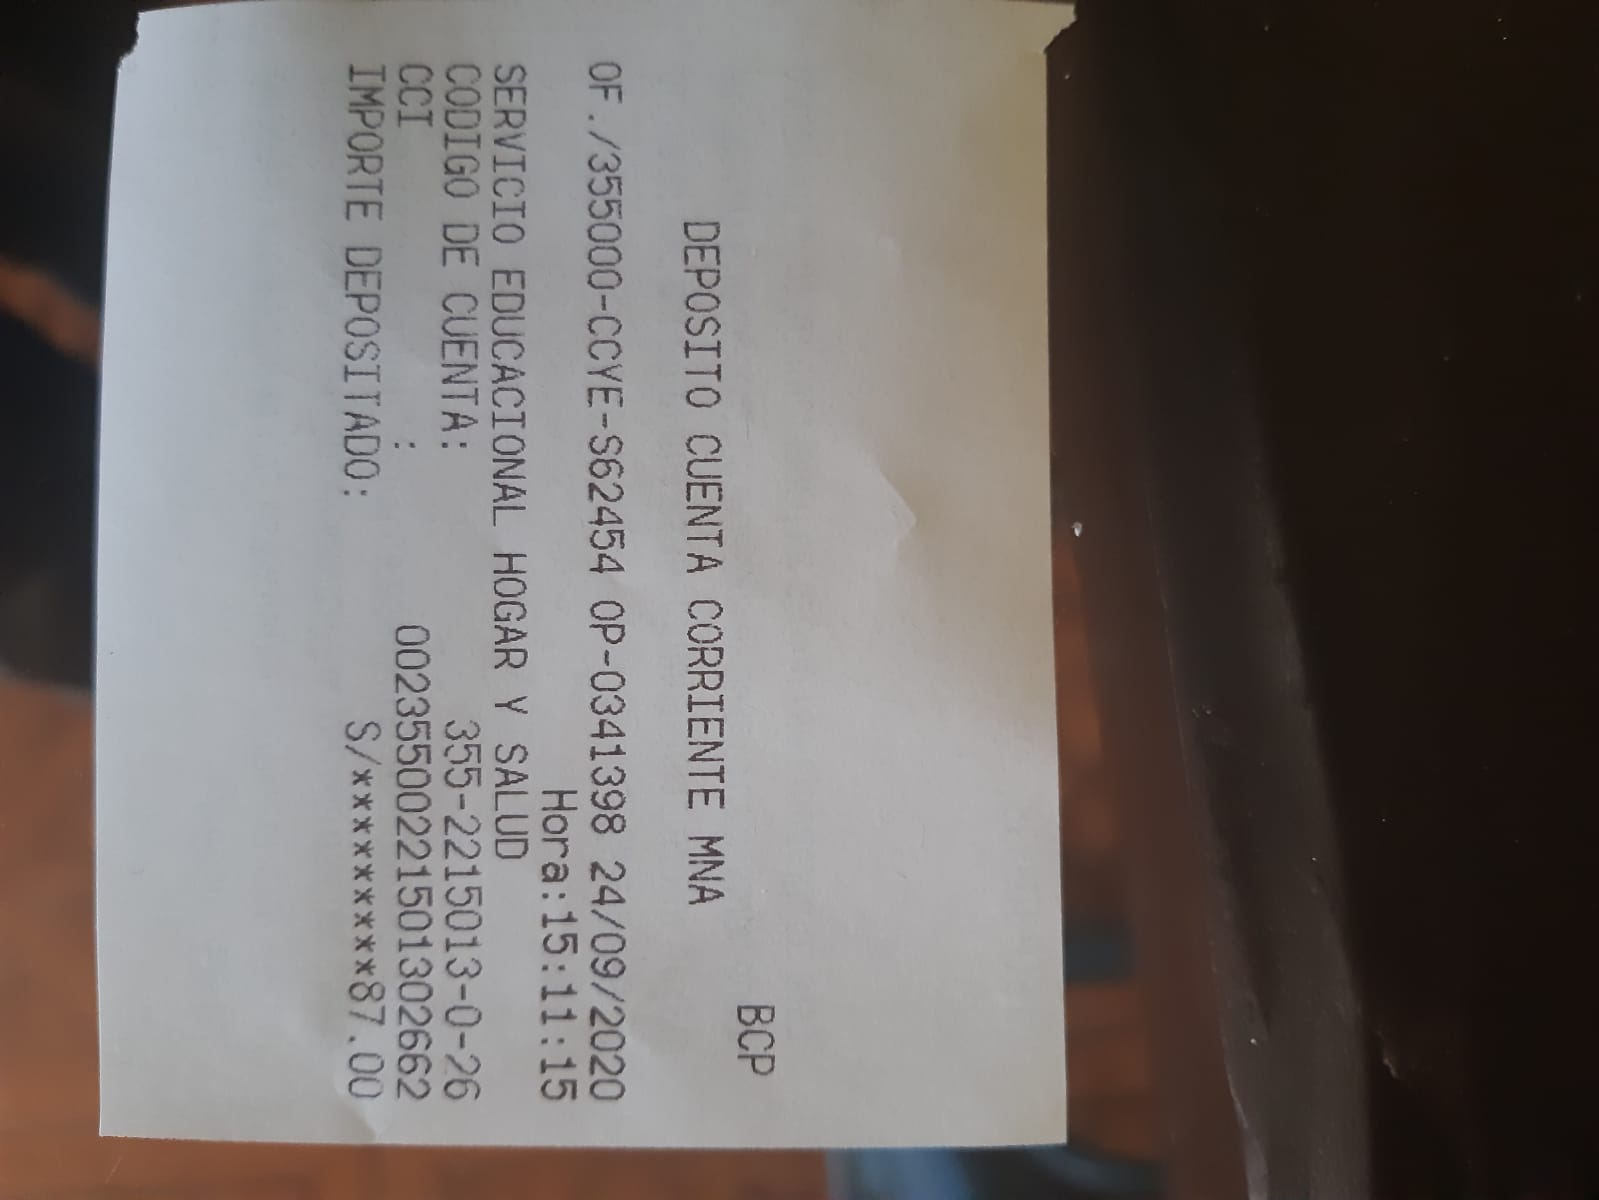 BCP
DEPOSITO CUENTA CORRIENTE MNA
OF./355000-CCYE-S62454 OP-0341398 24/09/2020
Hora:15:11:15
SERVICIO EDUCACIONAL HOGAR Y SALUD
CODIGO DE CUENTA: 355-2215013-0-26
CCI : 00235500221501302662
IMPORTE DEPOSITADO: S/*********87.00